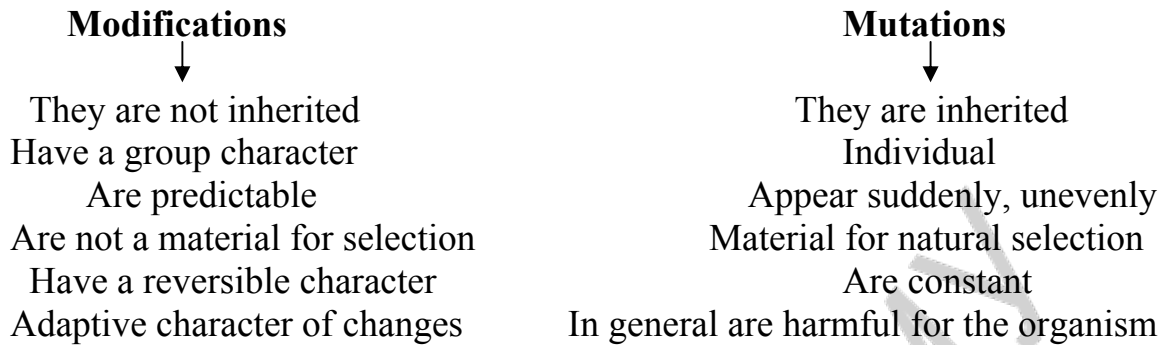 Modifications Mutations
They are not inherited They are inherited
Have a group character Individual
Are predictable Appear suddenly, unevenly
Are not a material for selection Material for natural selection
Have a reversible character Are constant
Adaptive character of changes In general are harmful for the organism